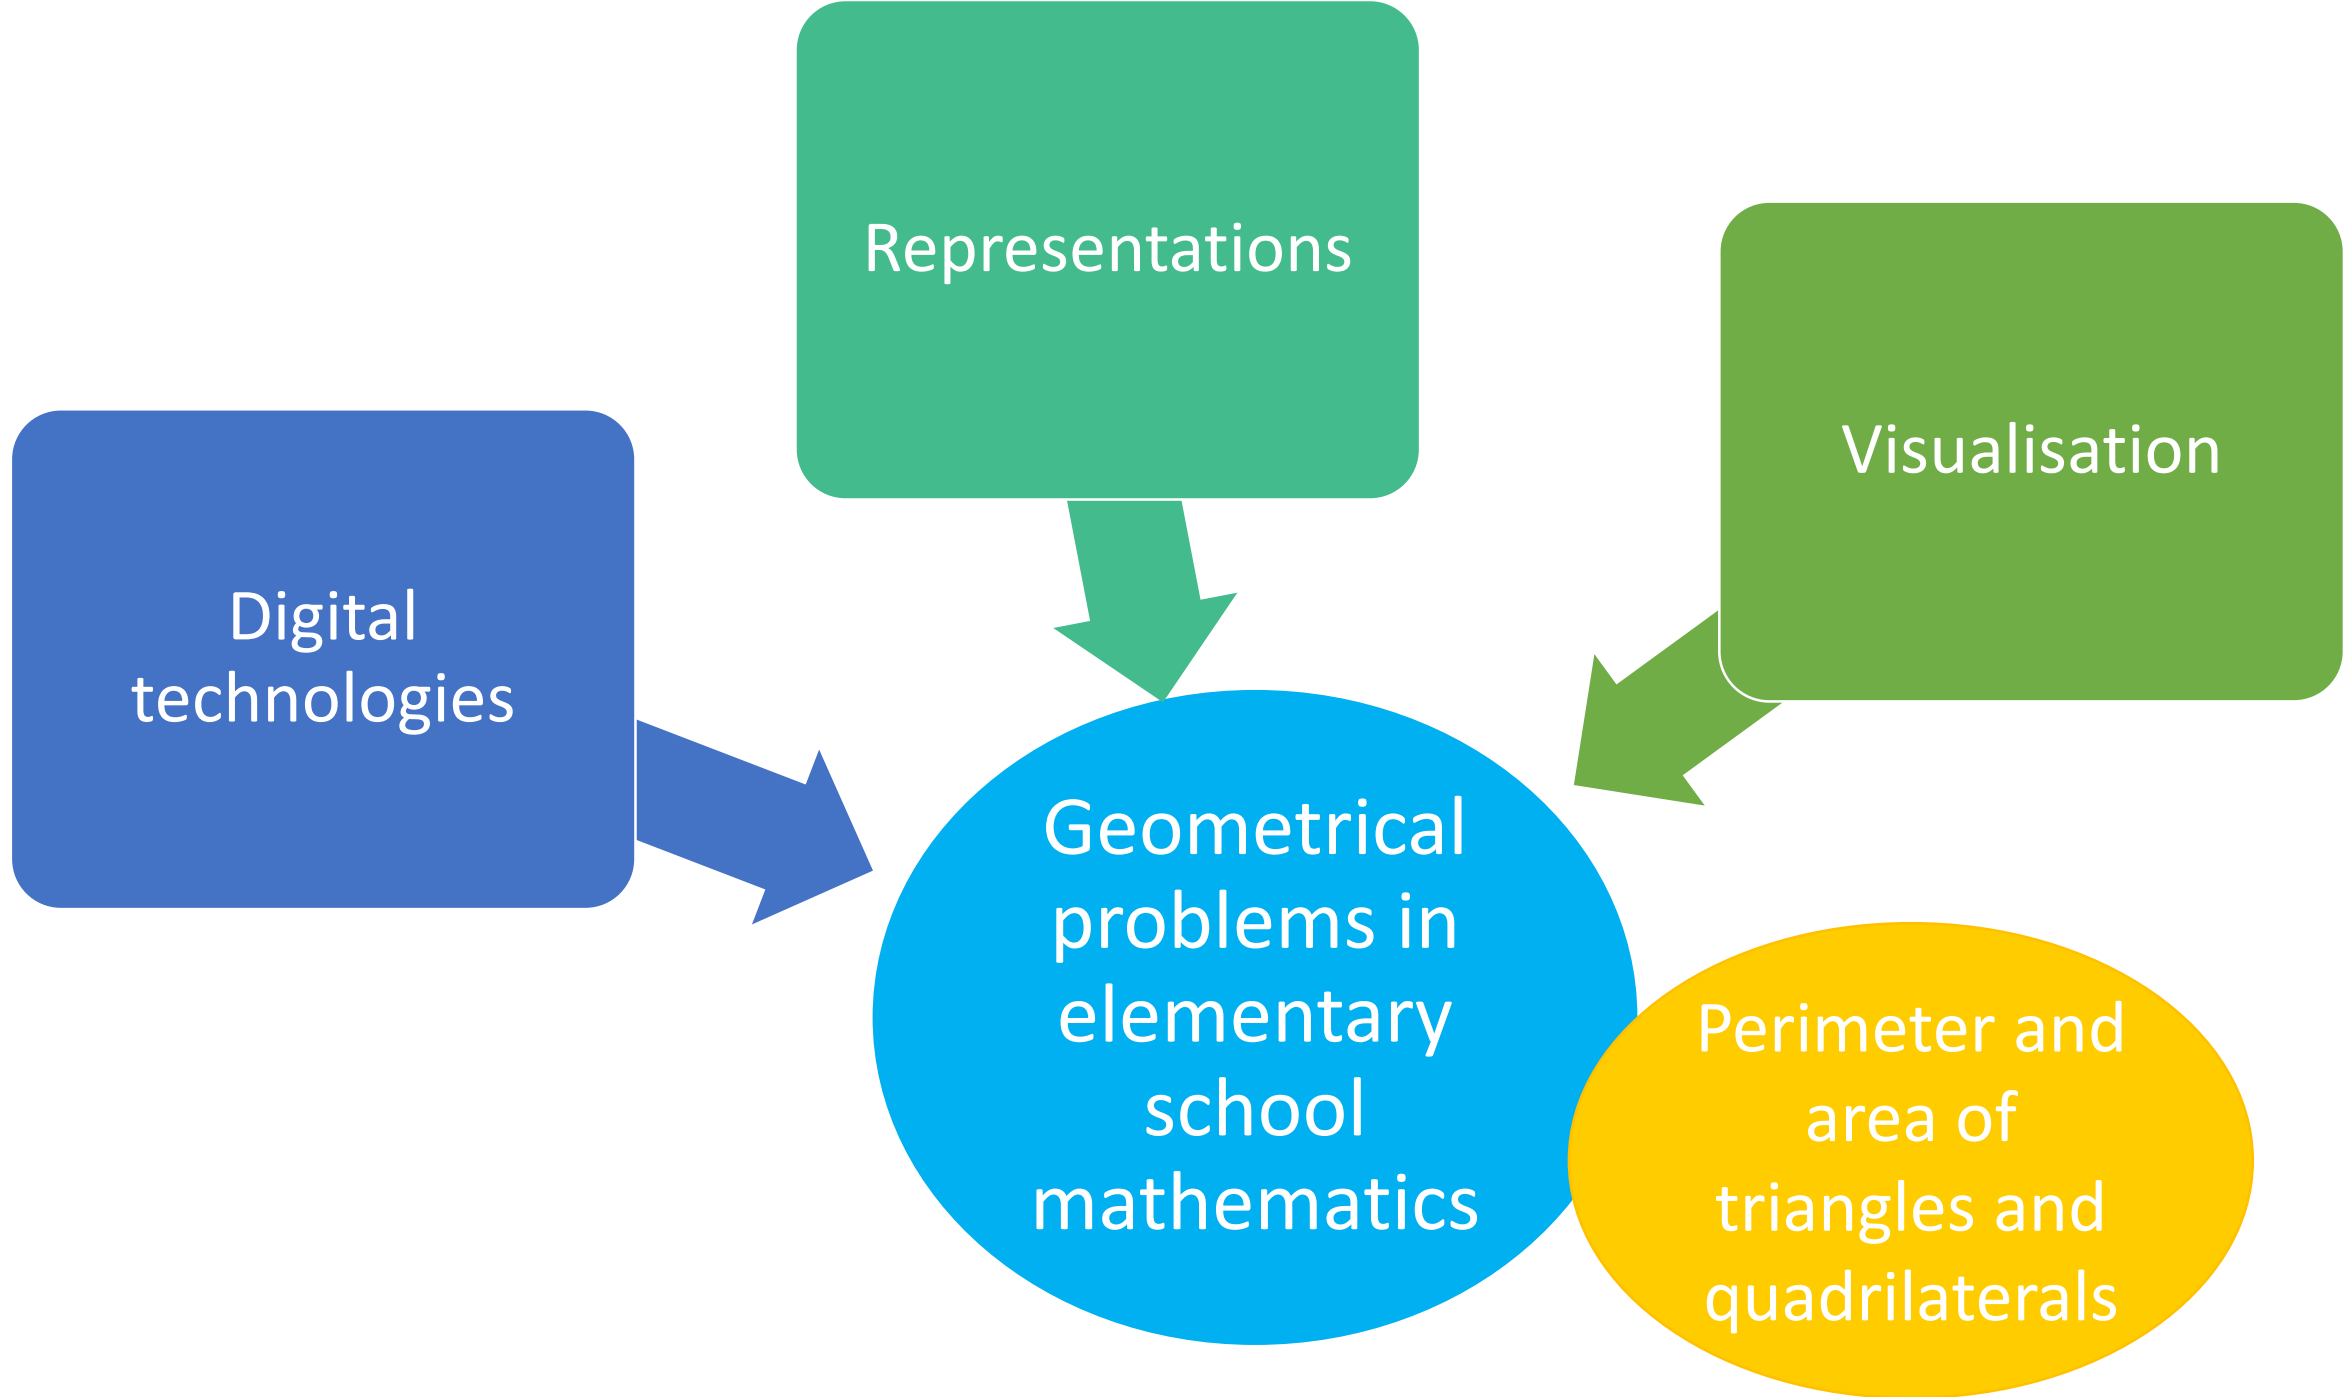 Representations
Visualisation
Digital
technologies
Geometrical
problems in
elementary
school
mathematics
Perimeter and
area of
triangles and
quadrilaterals